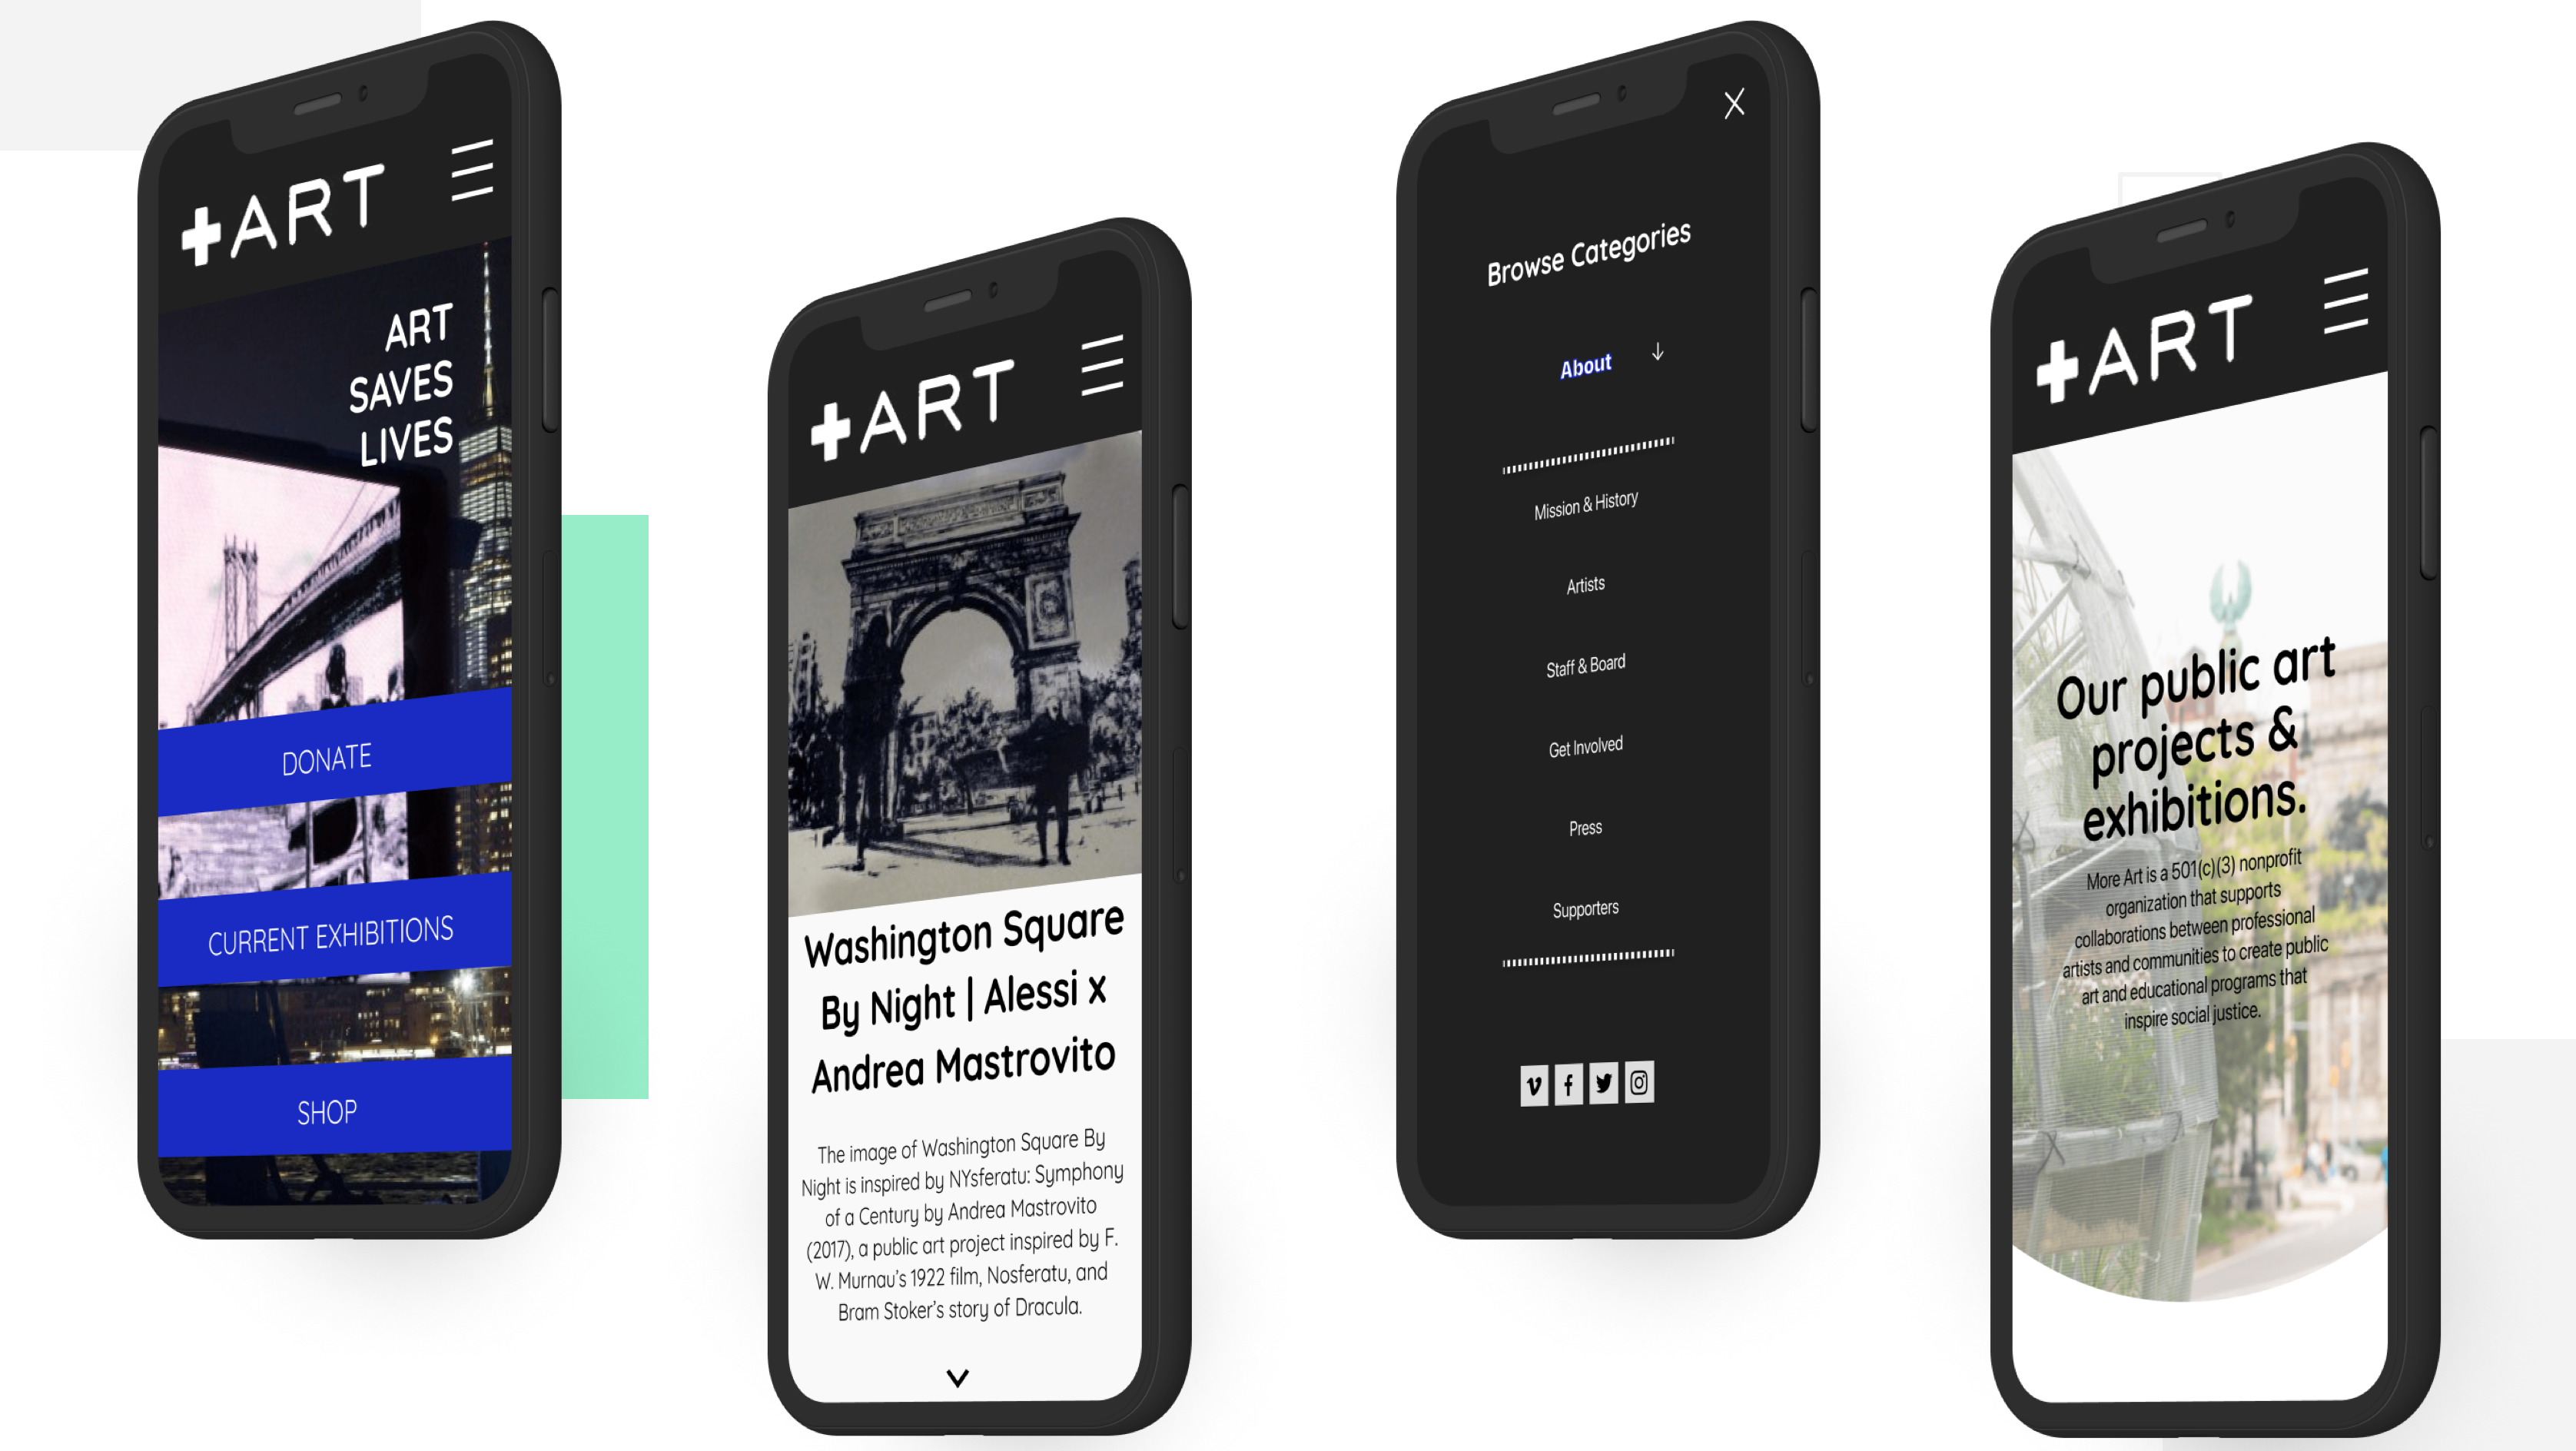 +ART
ART
SAVES
LIVES
DONATE
CURRENT EXHIBITIONS
SHOP
+ART
Washington Square
By Night | Alessi x
Andrea Mastrovito
The image of Washington Square By
Night is inspired by NYsferatu: Symphony
of a Century by Andrea Mastrovito
(2017), a public art project inspired by F.
W. Murnau's 1922 film, Nosferatu, and
Bram Stoker's story of Dracula.
Browse Categories
About
Mission & History
Artists
Staff & Board
Get Involved
Press
Supporters
+ART
Our public art
projects &
exhibitions.
More Art is a 501(c)(3) nonprofit
organization that supports
collaborations between professional
artists and communities to create public
art and educational programs that
inspire social justice.